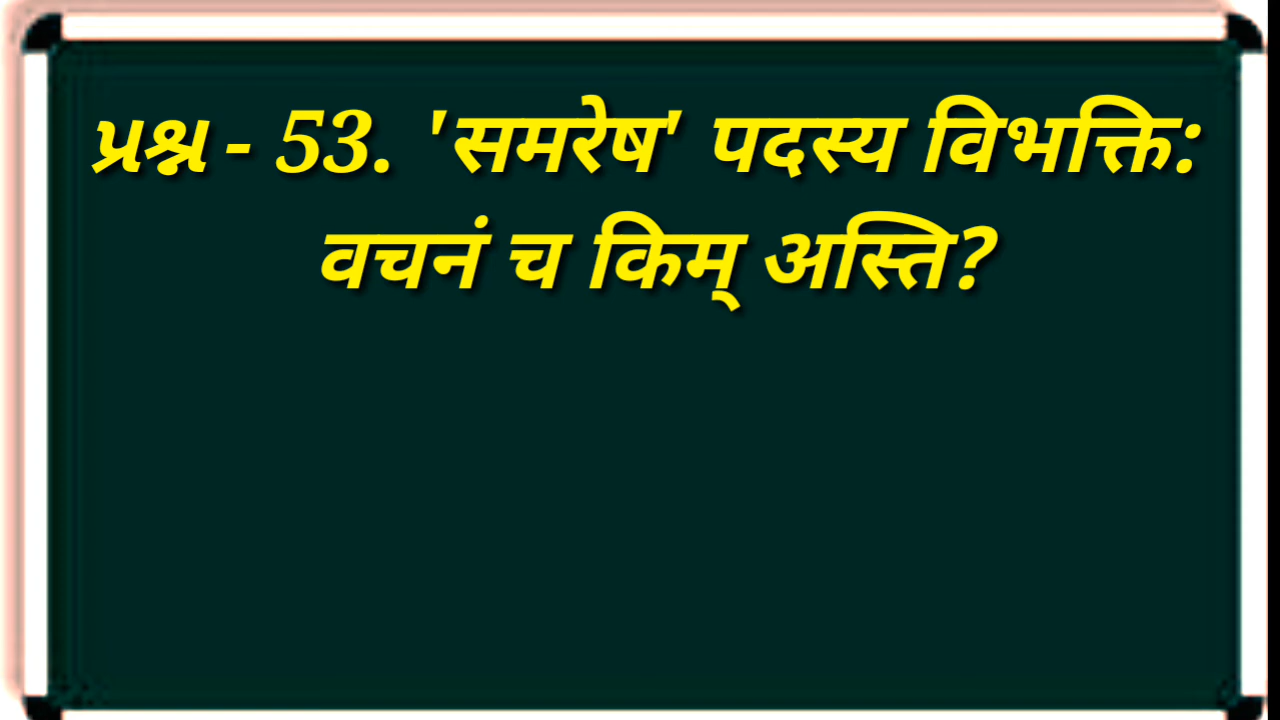 प्रश्न - 53. 'समरेष' पदस्य विभक्ति:
वचनं च किम् अस्ति?